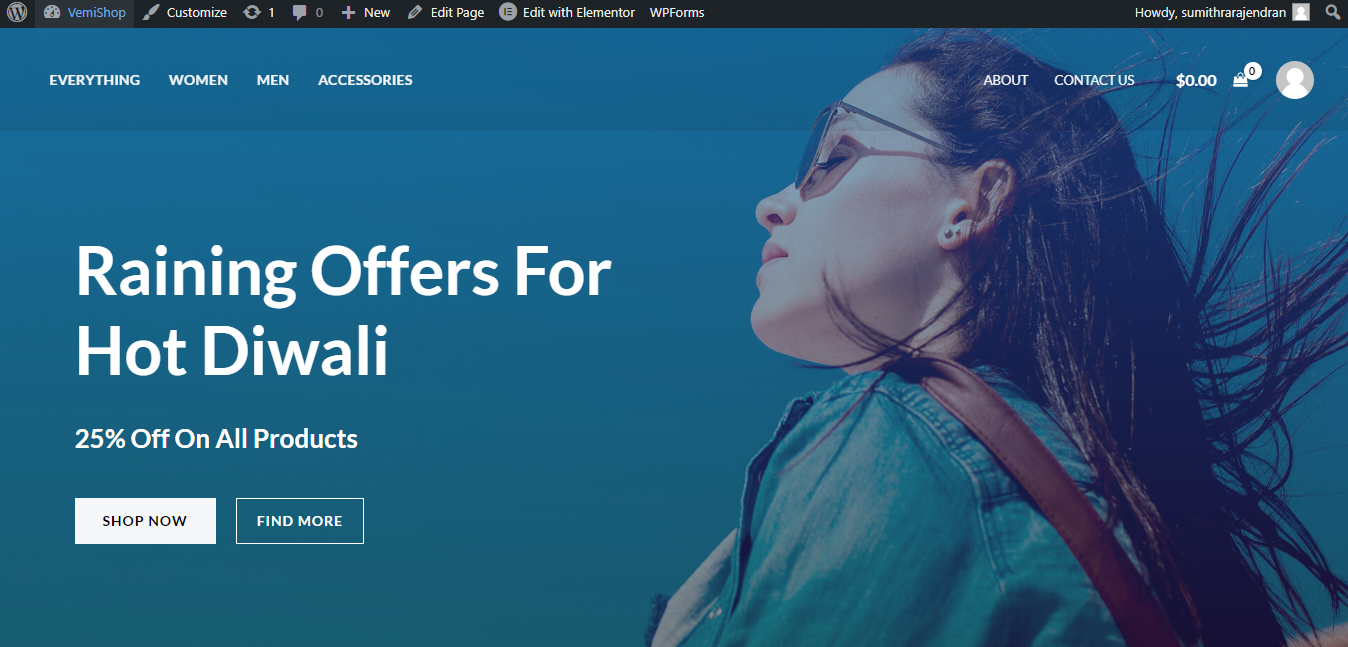 VemiShop Customize 1 0 New Edit Page Edit with Elementor WPForms Howdy, sumithrarajendran
EVERYTHING WOMEN MEN ACCESSORIES ABOUT CONTACT US $0.00 0
Raining Offers For
Hot Diwali
25% Off On All Products
SHOP NOW FIND MORE